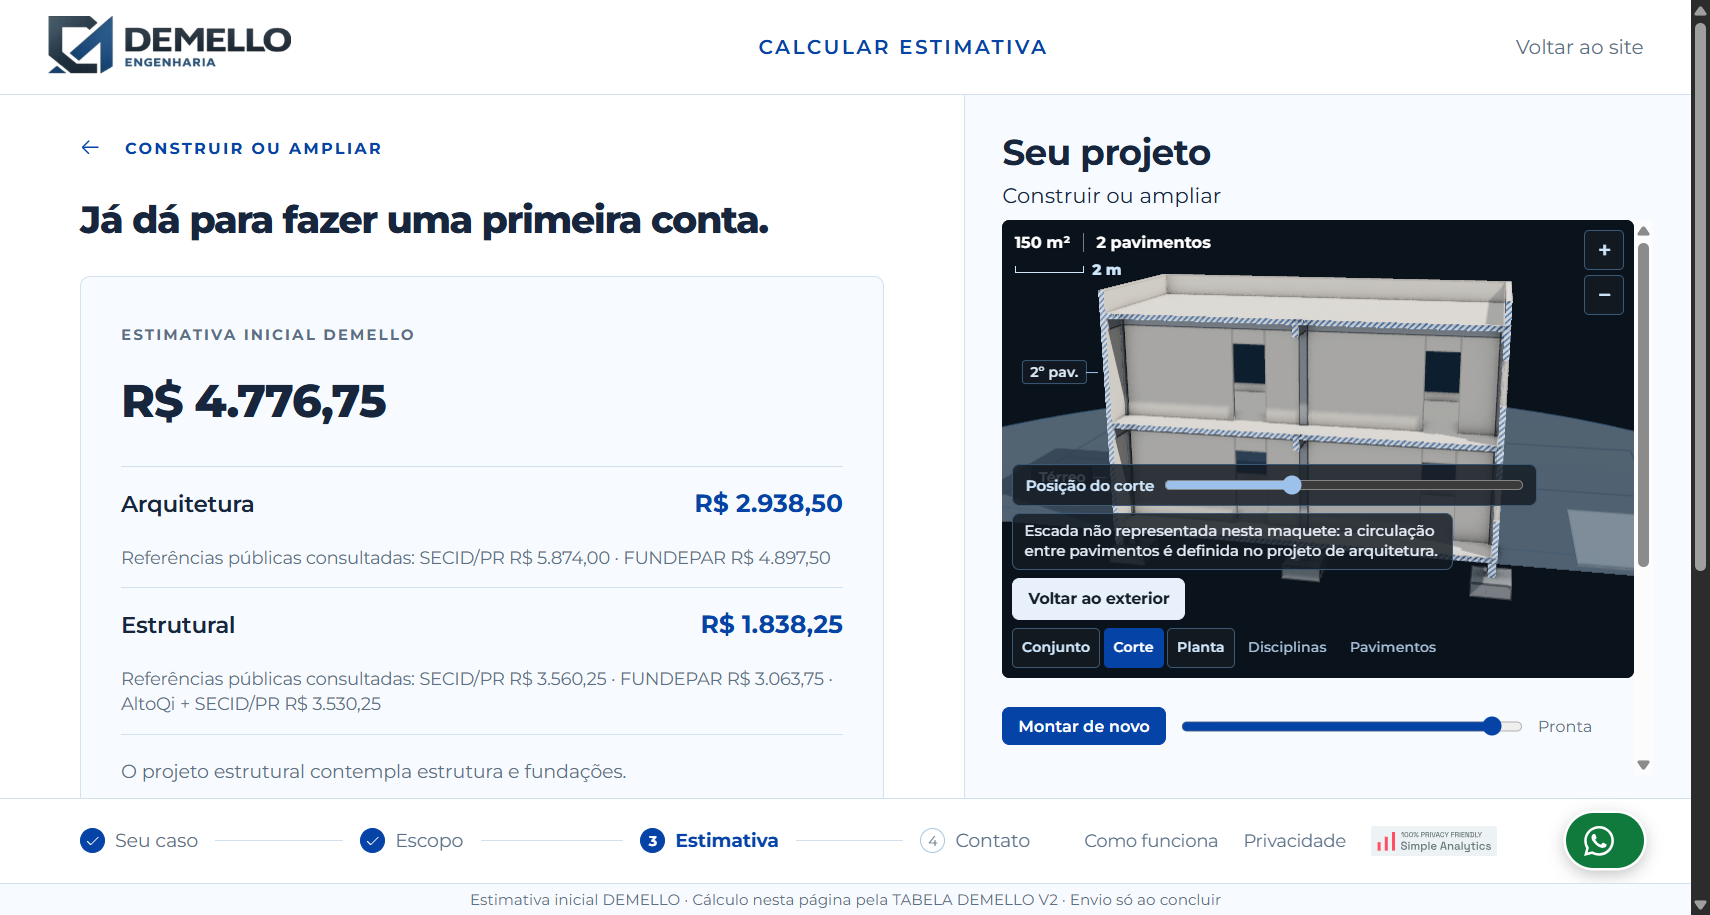 DEMELLO
ENGENHARIA
CALCULAR ESTIMATIVA
Voltar ao site
CONSTRUIR OU AMPLIAR
Já dá para fazer uma primeira conta.
ESTIMATIVA INICIAL DEMELLO
R$ 4.776,75
Arquitetura R$ 2.938,50
Referências públicas consultadas: SECID/PR R$ 5.874,00 · FUNDEPAR R$ 4.897,50
Estrutural R$ 1.838,25
Referências públicas consultadas: SECID/PR R$ 3.560,25 · FUNDEPAR R$ 3.063,75 ·
AltoQi + SECID/PR R$ 3.530,25
O projeto estrutural contempla estrutura e fundações.
Seu projeto
Construir ou ampliar
150 m² 2 pavimentos
2 m
+
−
2º pav.
Térreo
Posição do corte
Escada não representada nesta maquete: a circulação
entre pavimentos é definida no projeto de arquitetura.
Voltar ao exterior
Conjunto Corte Planta Disciplinas Pavimentos
Montar de novo Pronta
Seu caso Escopo 3 Estimativa 4 Contato Como funciona Privacidade
100% PRIVACY FRIENDLY
Simple Analytics
Estimativa inicial DEMELLO · Cálculo nesta página pela TABELA DEMELLO V2 · Envio só ao concluir